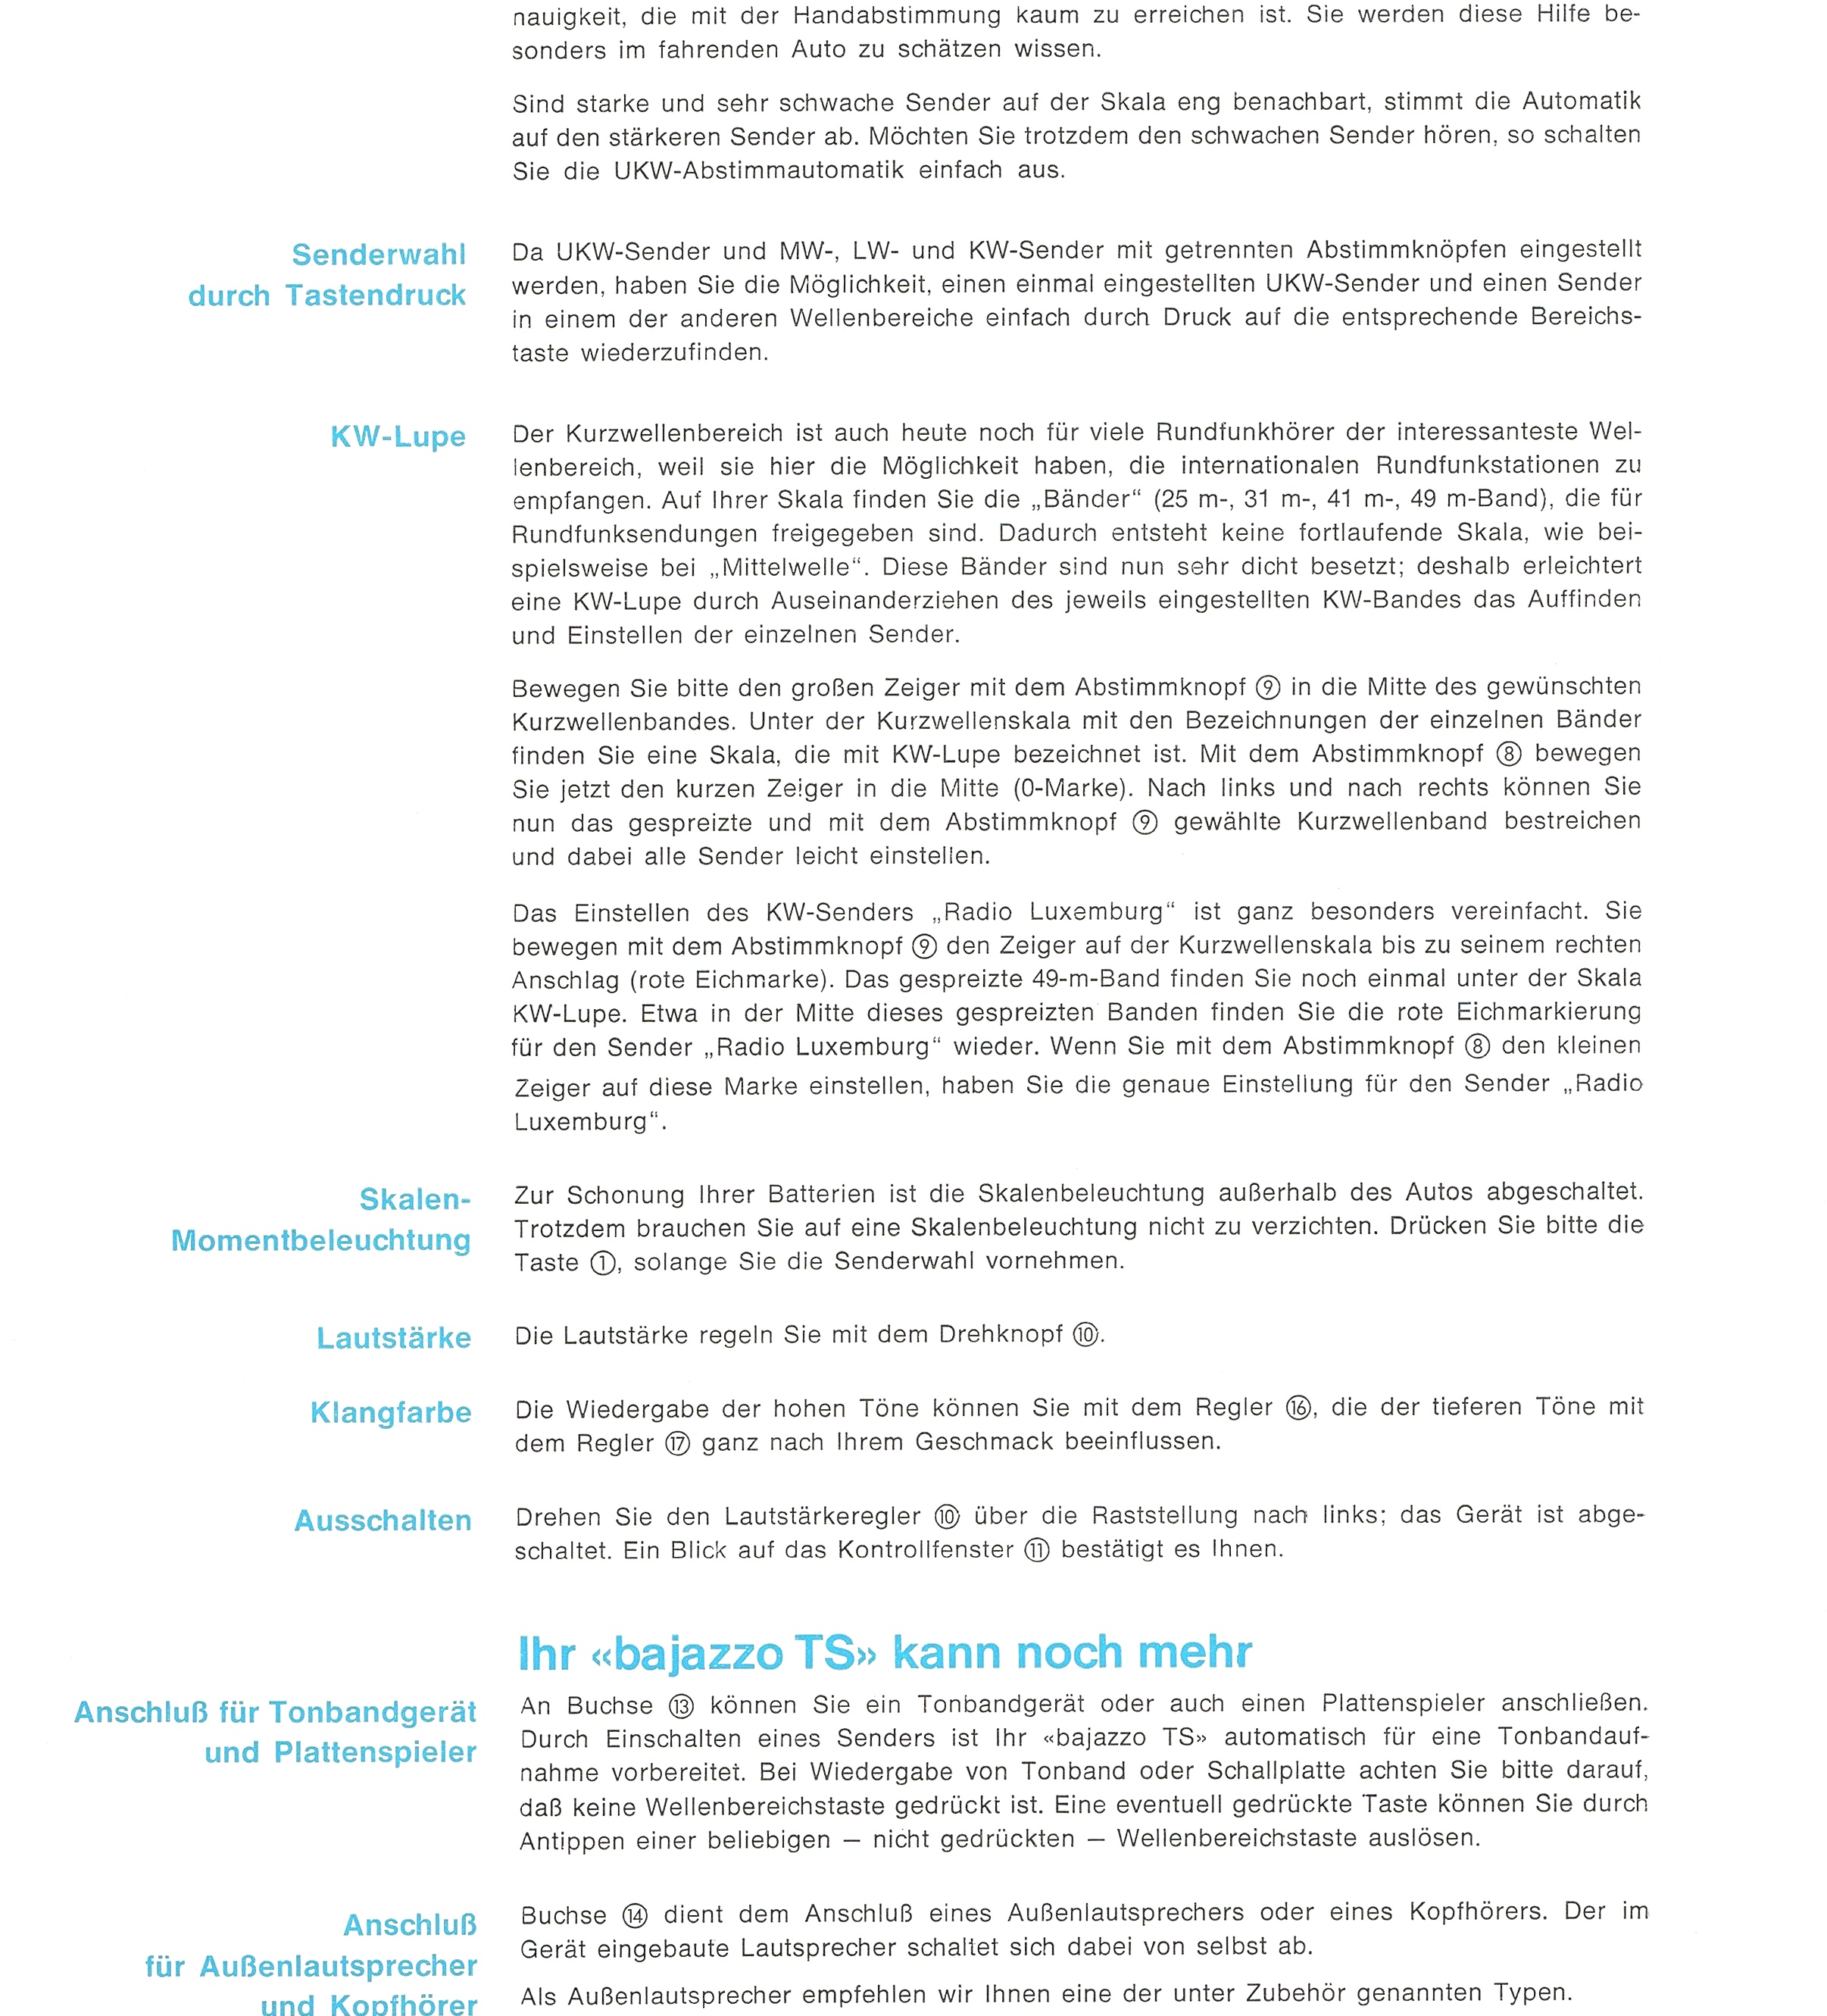 nauigkeit, die mit der Handabstimmung kaum zu erreichen ist. Sie werden diese Hilfe be-
sonders im fahrenden Auto zu schätzen wissen.
Sind starke und sehr schwache Sender auf der Skala eng benachbart, stimmt die Automatik
auf den stärkeren Sender ab. Möchten Sie trotzdem den schwachen Sender hören, so schalten
Sie die UKW-Abstimmautomatik einfach aus.
Senderwahl
durch Tastendruck
Da UKW-Sender und MW-, LW- und KW-Sender mit getrennten Abstimmknöpfen eingestellt
werden, haben Sie die Möglichkeit, einen einmal eingestellten UKW-Sender und einen Sender
in einem der anderen Wellenbereiche einfach durch Druck auf die entsprechende Bereichs-
taste wiederzufinden.
KW-Lupe
Der Kurzwellenbereich ist auch heute noch für viele Rundfunkhörer der interessanteste Wel-
lenbereich, weil sie hier die Möglichkeit haben, die internationalen Rundfunkstationen zu
empfangen. Auf Ihrer Skala finden Sie die „Bänder“ (25 m-, 31 m-, 41 m-, 49 m-Band), die für
Rundfunksendungen freigegeben sind. Dadurch entsteht keine fortlaufende Skala, wie bei-
spielsweise bei „Mittelwelle“. Diese Bänder sind nun sehr dicht besetzt; deshalb erleichtert
eine KW-Lupe durch Auseinanderziehen des jeweils eingestellten KW-Bandes das Auffinden
und Einstellen der einzelnen Sender.
Bewegen Sie bitte den großen Zeiger mit dem Abstimmknopf ⑨ in die Mitte des gewünschten
Kurzwellenbandes. Unter der Kurzwellenskala mit den Bezeichnungen der einzelnen Bänder
finden Sie eine Skala, die mit KW-Lupe bezeichnet ist. Mit dem Abstimmknopf ⑧ bewegen
Sie jetzt den kurzen Zeiger in die Mitte (0-Marke). Nach links und nach rechts können Sie
nun das gespreizte und mit dem Abstimmknopf ⑨ gewählte Kurzwellenband bestreichen
und dabei alle Sender leicht einstellen.
Das Einstellen des KW-Senders „Radio Luxemburg“ ist ganz besonders vereinfacht. Sie
bewegen mit dem Abstimmknopf ⑨ den Zeiger auf der Kurzwellenskala bis zu seinem rechten
Anschlag (rote Eichmarke). Das gespreizte 49-m-Band finden Sie noch einmal unter der Skala
KW-Lupe. Etwa in der Mitte dieses gespreizten Banden finden Sie die rote Eichmarkierung
für den Sender „Radio Luxemburg“ wieder. Wenn Sie mit dem Abstimmknopf ⑧ den kleinen
Zeiger auf diese Marke einstellen, haben Sie die genaue Einstellung für den Sender „Radio
Luxemburg“.
Skalen-
Momentbeleuchtung
Zur Schonung Ihrer Batterien ist die Skalenbeleuchtung außerhalb des Autos abgeschaltet.
Trotzdem brauchen Sie auf eine Skalenbeleuchtung nicht zu verzichten. Drücken Sie bitte die
Taste ①, solange Sie die Senderwahl vornehmen.
Lautstärke
Die Lautstärke regeln Sie mit dem Drehknopf ⑩.
Klangfarbe
Die Wiedergabe der hohen Töne können Sie mit dem Regler ⑯, die der tieferen Töne mit
dem Regler ⑰ ganz nach Ihrem Geschmack beeinflussen.
Ausschalten
Drehen Sie den Lautstärkeregler ⑩ über die Raststellung nach links; das Gerät ist abge-
schaltet. Ein Blick auf das Kontrollfenster ⑪ bestätigt es Ihnen.
Ihr «bajazzo TS» kann noch mehr
Anschluß für Tonbandgerät
und Plattenspieler
An Buchse ⑬ können Sie ein Tonbandgerät oder auch einen Plattenspieler anschließen.
Durch Einschalten eines Senders ist Ihr «bajazzo TS» automatisch für eine Tonbandauf-
nahme vorbereitet. Bei Wiedergabe von Tonband oder Schallplatte achten Sie bitte darauf,
daß keine Wellenbereichstaste gedrückt ist. Eine eventuell gedrückte Taste können Sie durch
Antippen einer beliebigen — nicht gedrückten — Wellenbereichstaste auslösen.
Anschluß
für Außenlautsprecher
und Kopfhörer
Buchse ⑭ dient dem Anschluß eines Außenlautsprechers oder eines Kopfhörers. Der im
Gerät eingebaute Lautsprecher schaltet sich dabei von selbst ab.
Als Außenlautsprecher empfehlen wir Ihnen eine der unter Zubehör genannten Typen.